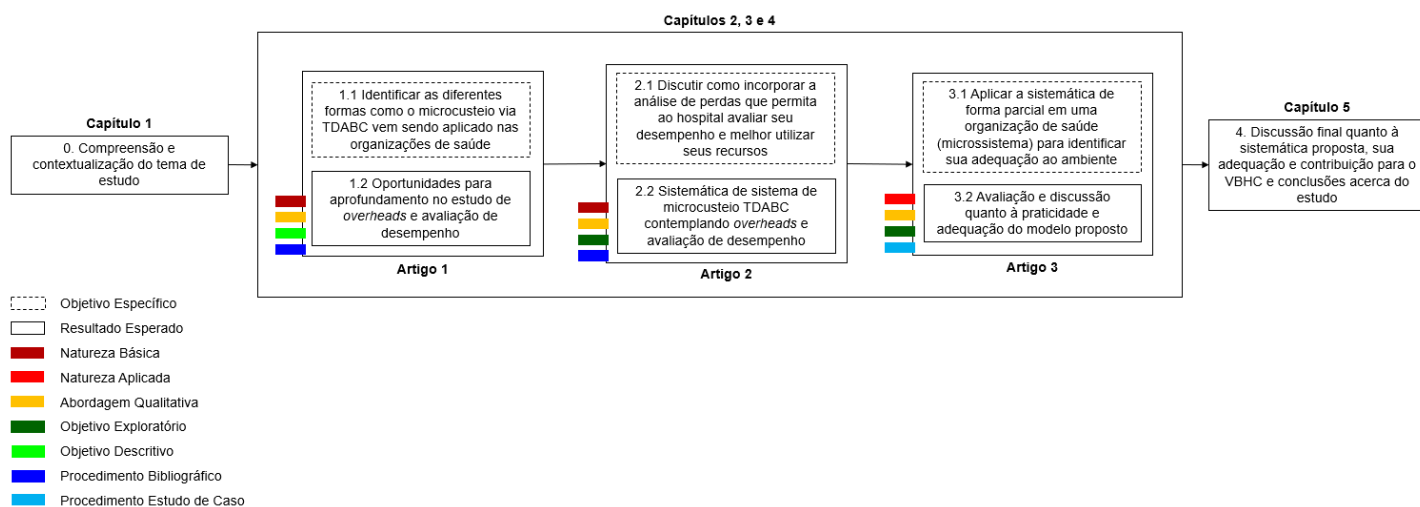 Capítulos 2, 3 e 4
Capítulo 1
0. Compreensão e
contextualização do tema de
estudo
1.1 Identificar as diferentes
formas como o microcusteio via
TDABC vem sendo aplicado nas
organizações de saúde
1.2 Oportunidades para
aprofundamento no estudo de
overheads e avaliação de
desempenho
Artigo 1
2.1 Discutir como incorporar a
análise de perdas que permita
ao hospital avaliar seu
desempenho e melhor utilizar
seus recursos
2.2 Sistemática de sistema de
microcusteio TDABC
contemplando overheads e
avaliação de desempenho
Artigo 2
3.1 Aplicar a sistemática de
forma parcial em uma
organização de saúde
(microssistema) para identificar
sua adequação ao ambiente
3.2 Avaliação e discussão
quanto à praticidade e
adequação do modelo proposto
Artigo 3
Capítulo 5
4. Discussão final quanto à
sistemática proposta, sua
adequação e contribuição para o
VBHC e conclusões acerca do
estudo
Objetivo Específico
Resultado Esperado
Natureza Básica
Natureza Aplicada
Abordagem Qualitativa
Objetivo Exploratório
Objetivo Descritivo
Procedimento Bibliográfico
Procedimento Estudo de Caso